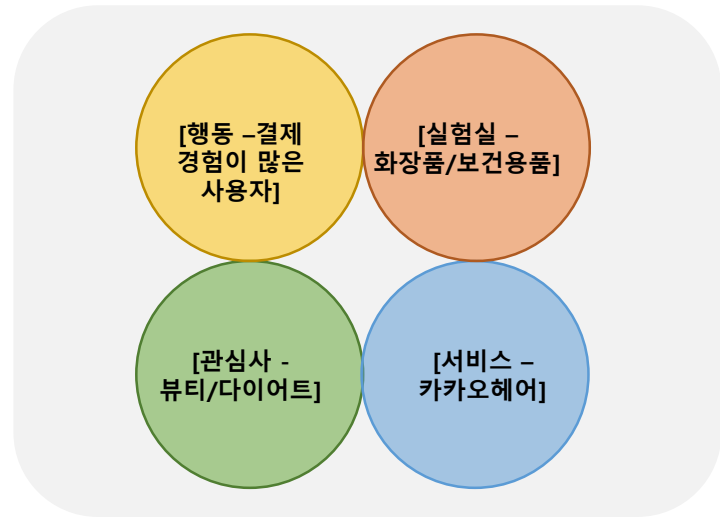 [행동 –결제
경험이 많은
사용자]
[실험실 –
화장품/보건용품]
[관심사 -
뷰티/다이어트]
[서비스 –
카카오헤어]